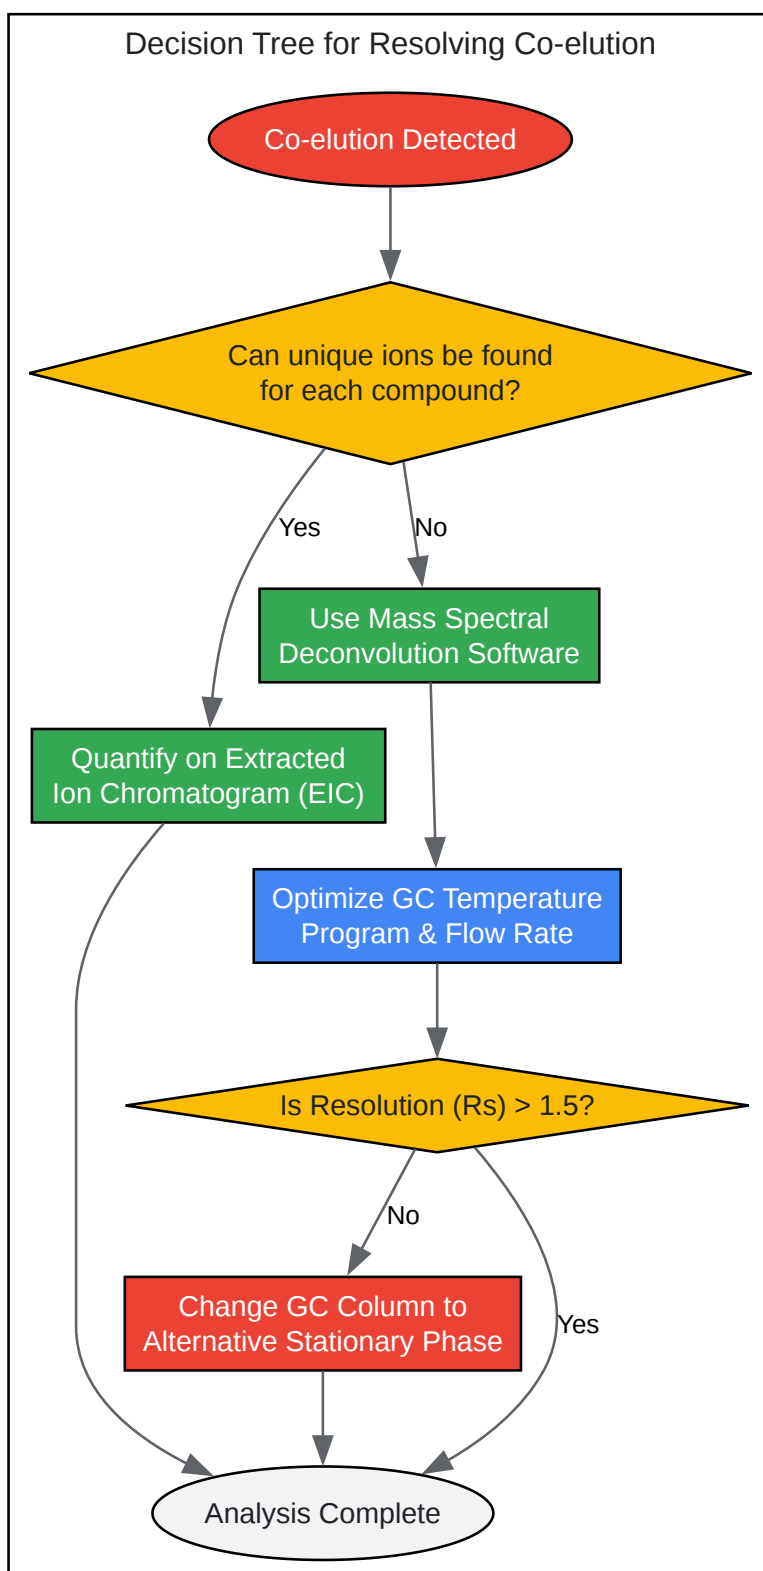 Decision Tree for Resolving Co-elution
Co-elution Detected
Can unique ions be found
for each compound?
Yes
No
Use Mass Spectral
Deconvolution Software
Quantify on Extracted
Ion Chromatogram (EIC)
Optimize GC Temperature
Program & Flow Rate
Is Resolution (Rs) > 1.5?
No
Change GC Column to
Alternative Stationary Phase
Yes
Analysis Complete